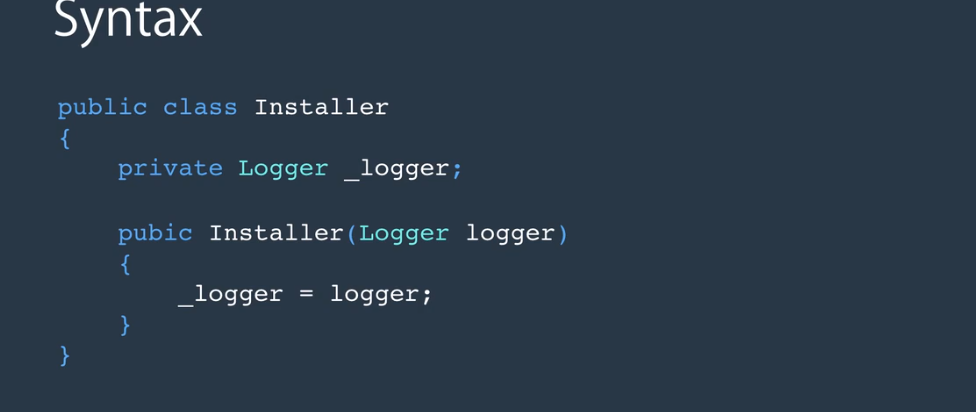 Syntax
public class Installer
{
    private Logger _logger;

    pubic Installer(Logger logger)
    {
        _logger = logger;
    }
}